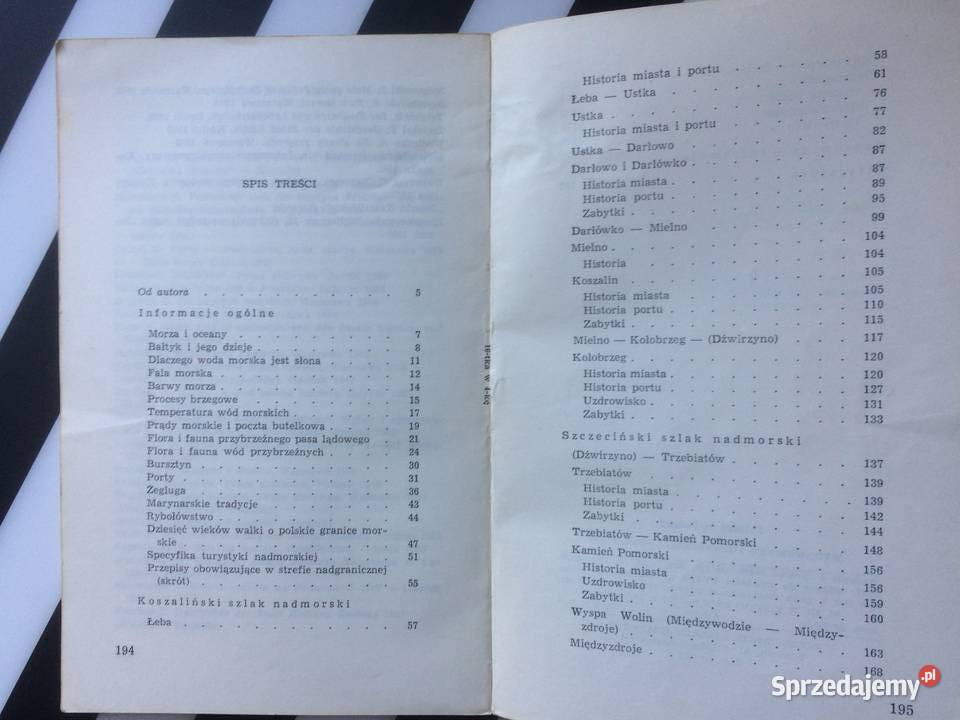 SPIS TREŚCI
Od autora . . . . . . . . . . 5
Informacje ogólne
Morza i oceany . . . . . . . . 7
Bałtyk i jego dzieje . . . . . . . 8
Dlaczego woda morska jest słona . . . . 11
Fala morska . . . . . . . . . 12
Barwy morza . . . . . . . . . 14
Procesy brzegowe . . . . . . . . 15
Temperatura wód morskich . . . . . 17
Prądy morskie i poczta butelkowa . . . . 19
Flora i fauna przybrzeżnego pasa lądowego . 21
Flora i fauna wód przybrzeżnych . . . . 24
Bursztyn . . . . . . . . . . 30
Porty . . . . . . . . . . . 31
Żegluga . . . . . . . . . . 36
Marynarskie tradycje . . . . . . . 43
Rybołówstwo . . . . . . . . . 44
Dziesięć wieków walki o polskie granice mor-
skie . . . . . . . . . . . 47
Specyfika turystyki nadmorskiej . . . . 51
Przepisy obowiązujące w strefie nadgranicznej
(skrót) . . . . . . . . . . 55
Koszaliński szlak nadmorski
Łeba . . . . . . . . . . . 57
194
Historia miasta i portu . . . . . 58
Łeba — Ustka . . . . . . . . 61
Ustka . . . . . . . . . . 76
Historia miasta i portu . . . . . 77
Ustka — Darłowo . . . . . . . 82
Darłowo i Darłówko . . . . . . 87
Historia miasta . . . . . . . 87
Historia portu . . . . . . . . 89
Zabytki . . . . . . . . . 95
Darłówko — Mielno . . . . . . 99
Mielno . . . . . . . . . . 104
Historia . . . . . . . . . 104
Koszalin . . . . . . . . . 105
Historia miasta . . . . . . . 105
Historia portu . . . . . . . . 110
Zabytki . . . . . . . . . 115
Mielno — Kołobrzeg — (Dźwirzyno) . . . 117
Kołobrzeg . . . . . . . . . 120
Historia miasta . . . . . . . 120
Historia portu . . . . . . . . 127
Uzdrowisko . . . . . . . . 131
Zabytki . . . . . . . . . 133
Szczeciński szlak nadmorski
(Dźwirzyno) — Trzebiatów . . . . . 137
Trzebiatów . . . . . . . . . 139
Historia miasta . . . . . . . 139
Historia portu . . . . . . . . 142
Zabytki . . . . . . . . . 144
Trzebiatów — Kamień Pomorski . . . . 148
Kamień Pomorski . . . . . . . 156
Historia miasta . . . . . . . 156
Uzdrowisko . . . . . . . . 159
Zabytki . . . . . . . . . 160
Wyspa Wolin (Międzywodzie — Między-
zdroje) . . . . . . . . . 163
Międzyzdroje . . . . . . . . 168
195
Sprzedajemy.pl